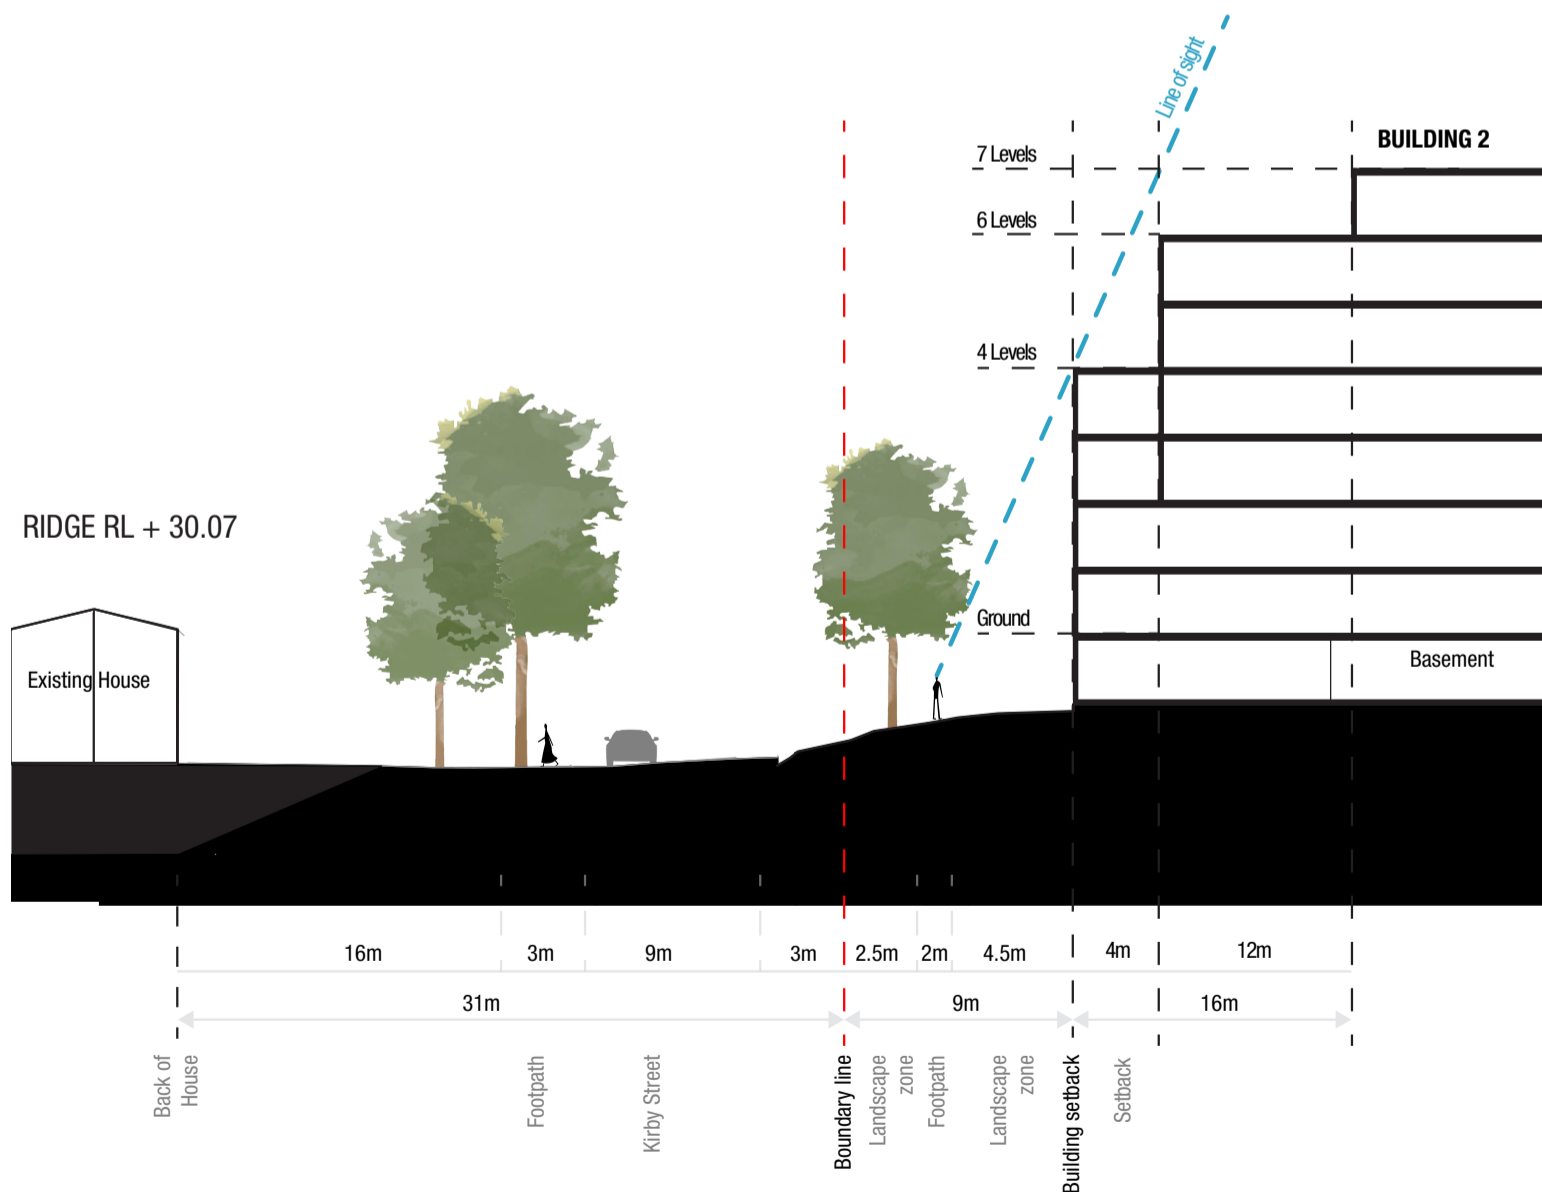 Line of sight
BUILDING 2
7 Levels
6 Levels
4 Levels
RIDGE RL + 30.07
Ground
Existing House
Basement
16m
3m
9m
3m
2.5m
2m
4.5m
4m
12m
31m
9m
16m
Back of
House
Footpath
Kirby Street
Boundary line
Landscape
zone
Footpath
Landscape
zone
Building setback
Setback